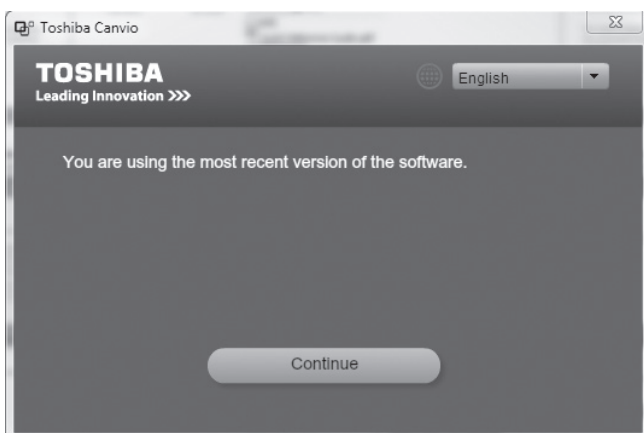 Toshiba Canvio
TOSHIBA
Leading Innovation >>>
English
You are using the most recent version of the software.
Continue